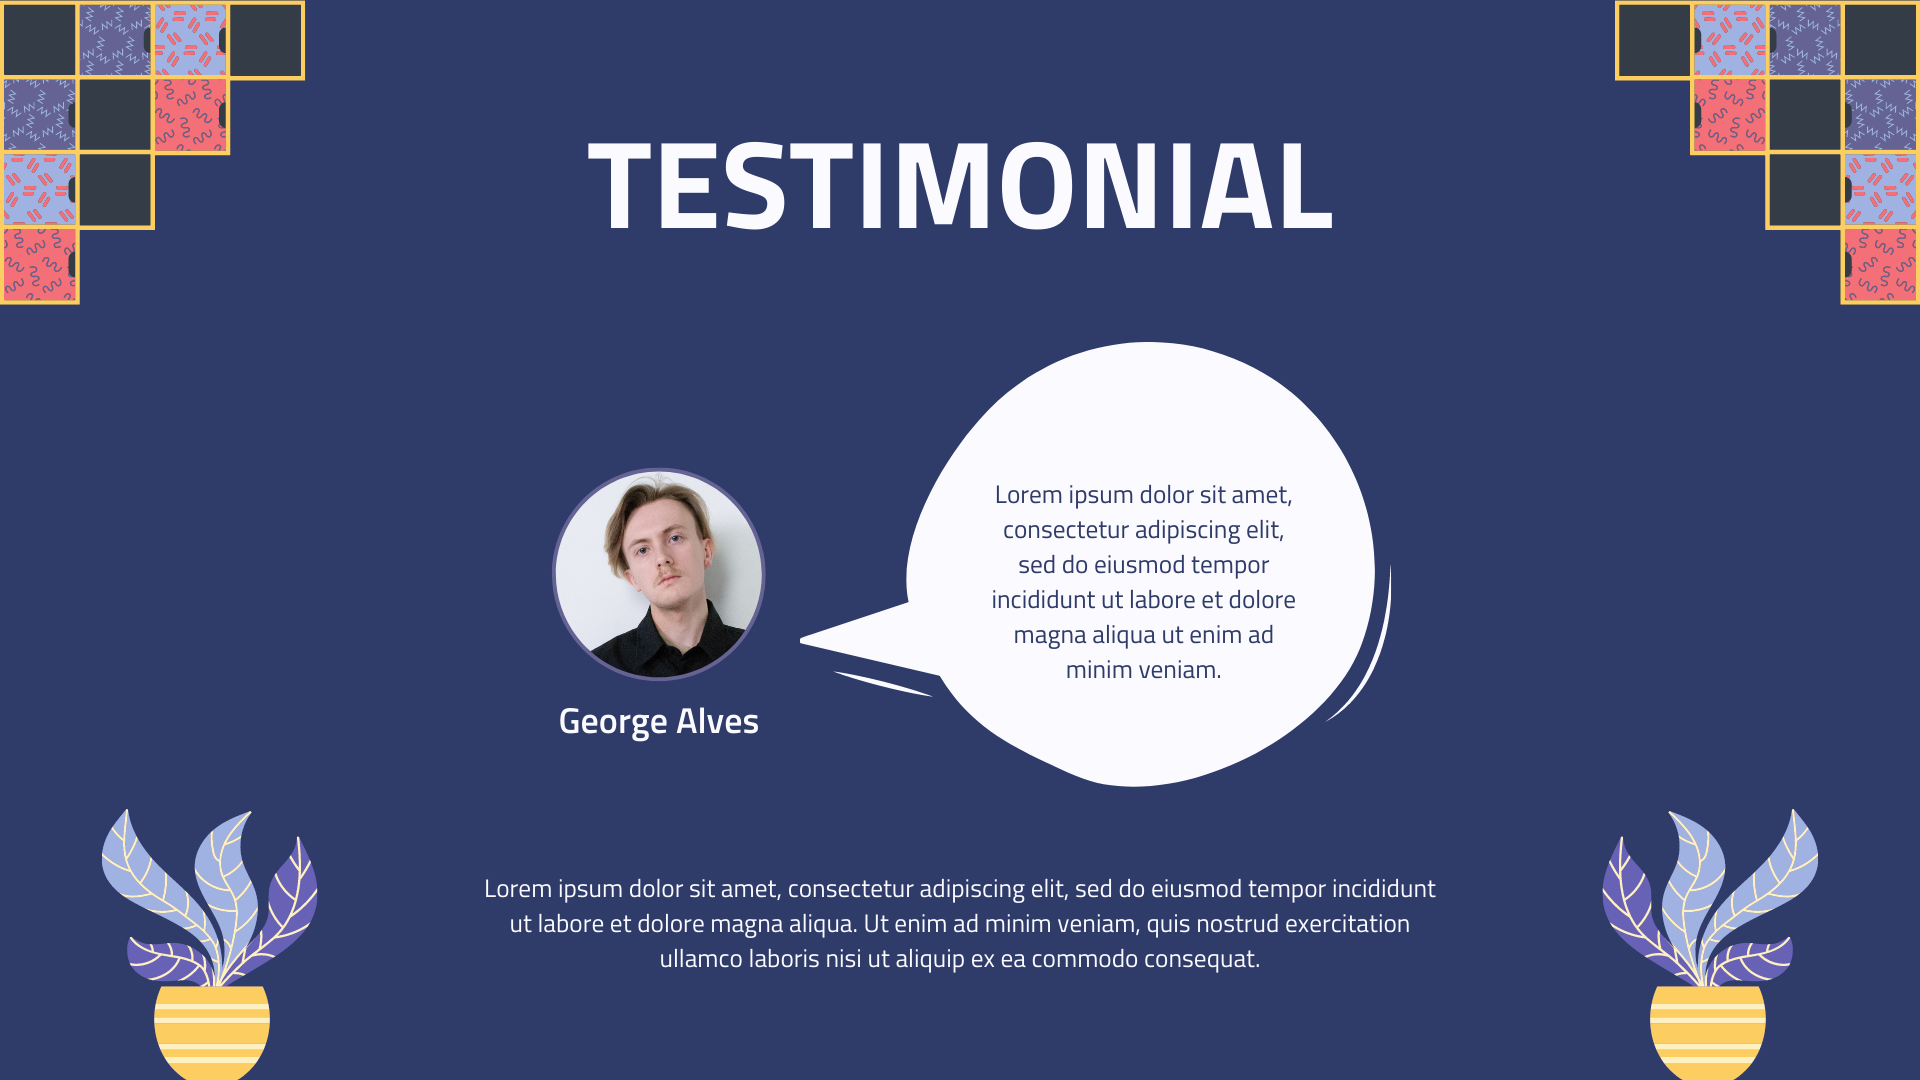 TESTIMONIAL
Lorem ipsum dolor sit amet,
consectetur adipiscing elit,
sed do eiusmod tempor
incididunt ut labore et dolore
magna aliqua ut enim ad
minim veniam.
George Alves
Lorem ipsum dolor sit amet, consectetur adipiscing elit, sed do eiusmod tempor incididunt
ut labore et dolore magna aliqua. Ut enim ad minim veniam, quis nostrud exercitation
ullamco laboris nisi ut aliquip ex ea commodo consequat.